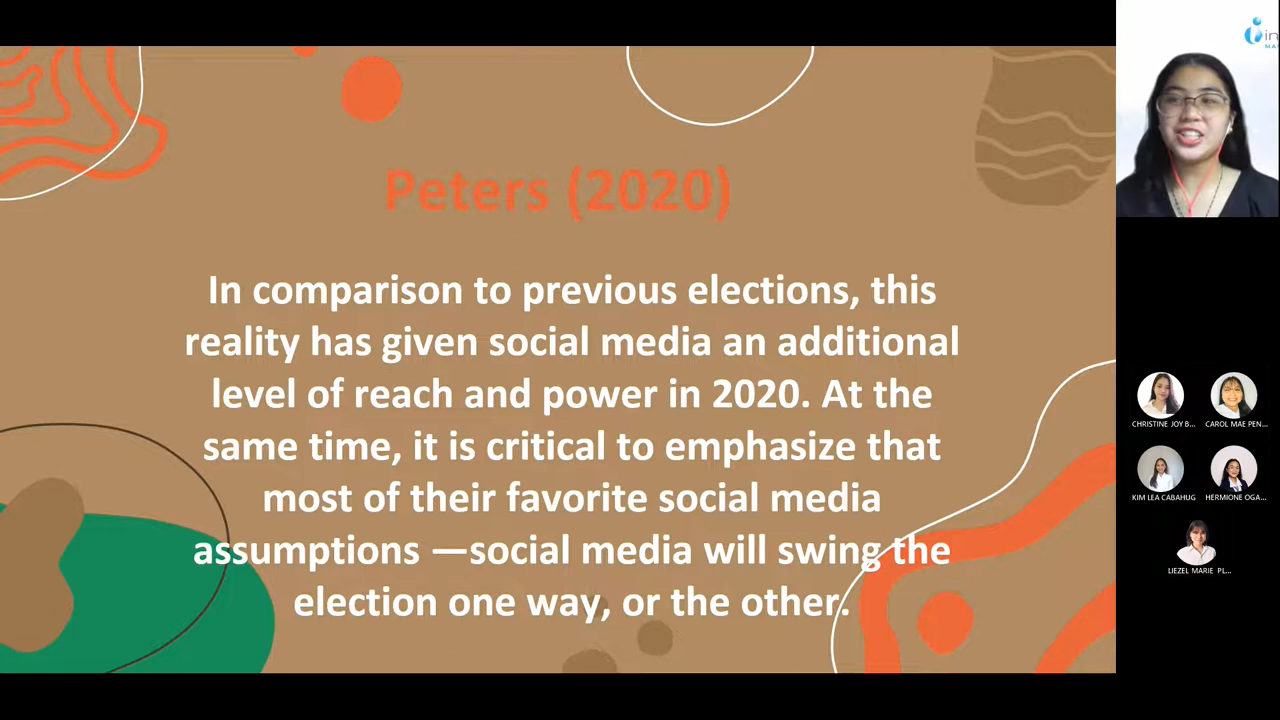 Peters (2020)
In comparison to previous elections, this
reality has given social media an additional
level of reach and power in 2020. At the
same time, it is critical to emphasize that
most of their favorite social media
assumptions —social media will swing the
election one way, or the other.
in
CHRISTINE JOY B...
CAROL MAE PEN...
KIM LEA CABAHUG
HERMIONE OGA...
LIEZEL MARIE PL...